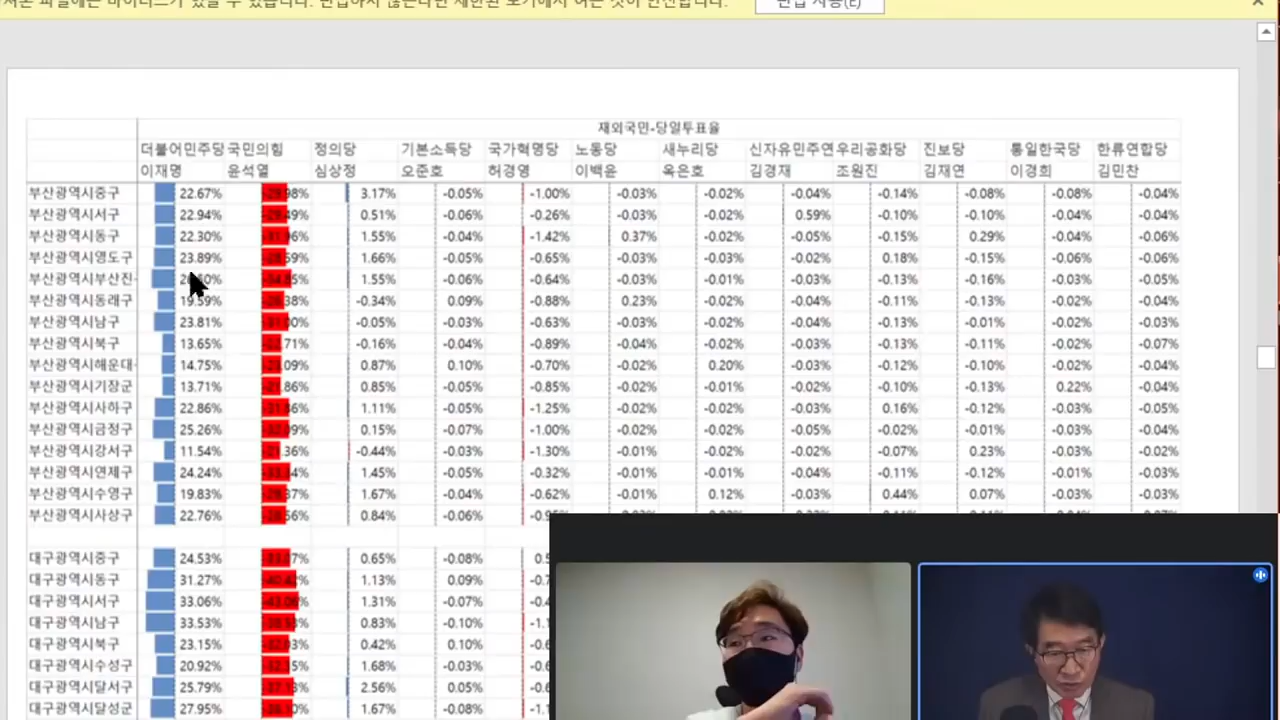 재외국민-당일투표율
더불어민주당 국민의힘 정의당 기본소득당 국가혁명당 노동당 새누리당 신자유민주연 우리공화당 진보당 통일한국당 한류연합당
이재명 윤석열 심상정 오준호 허경영 이백윤 옥은호 김경재 조원진 김재연 이경희 김민찬
부산광역시중구 22.67% 3.17% -0.05% -1.00% -0.03% -0.02% -0.04% -0.14% -0.08% -0.08% -0.04%
부산광역시서구 22.94% 0.51% -0.06% -0.26% -0.03% -0.02% 0.59% -0.10% -0.10% -0.04% -0.04%
부산광역시동구 22.30% 1.55% -0.04% -1.42% 0.37% -0.02% -0.05% -0.15% 0.29% -0.04% -0.06%
부산광역시영도구 23.89% 1.66% -0.05% -0.65% -0.03% -0.03% -0.02% 0.18% -0.15% -0.06% -0.06%
부산광역시부산진 1.55% -0.06% -0.64% -0.03% -0.01% -0.03% -0.13% -0.16% -0.03% -0.05%
부산광역시동래구 -0.34% 0.09% -0.88% 0.23% -0.02% -0.04% -0.11% -0.13% -0.02% -0.04%
부산광역시남구 23.81% -0.05% -0.03% -0.63% -0.03% -0.02% -0.04% -0.13% -0.01% -0.02% -0.03%
부산광역시북구 13.65% -0.16% -0.04% -0.89% -0.04% -0.02% -0.03% -0.13% -0.11% -0.02% -0.07%
부산광역시해운대 14.75% 0.87% 0.10% -0.70% -0.02% 0.20% -0.03% -0.12% -0.10% -0.02% -0.04%
부산광역시기장군 13.71% 0.85% -0.05% -0.85% -0.02% -0.01% -0.02% -0.10% -0.13% 0.22% -0.04%
부산광역시사하구 22.86% 1.11% -0.05% -1.25% -0.02% -0.02% -0.03% 0.16% -0.12% -0.03% -0.05%
부산광역시금정구 25.26% 0.15% -0.07% -1.00% -0.02% -0.02% -0.05% -0.02% -0.01% -0.03% -0.04%
부산광역시강서구 11.54% -0.44% -0.03% -1.30% -0.01% -0.02% -0.02% -0.07% 0.23% -0.02% -0.03%
부산광역시연제구 24.24% 1.45% -0.05% -0.32% -0.01% -0.01% -0.04% -0.11% -0.12% -0.01% -0.03%
부산광역시수영구 19.83% 1.67% -0.04% -0.62% -0.01% 0.12% -0.03% 0.44% 0.07% -0.03% -0.03%
부산광역시사상구 22.76% 0.84% -0.06%
대구광역시중구 24.53% 0.65% -0.08%
대구광역시동구 31.27% 1.13% 0.09%
대구광역시서구 33.06% 1.31% -0.07%
대구광역시남구 33.53% 0.83% -0.10%
대구광역시북구 23.15% 0.42% 0.10%
대구광역시수성구 20.92% 1.68% -0.03%
대구광역시달서구 25.79% 2.56% 0.05%
대구광역시달성군 27.95% 1.67% -0.08%